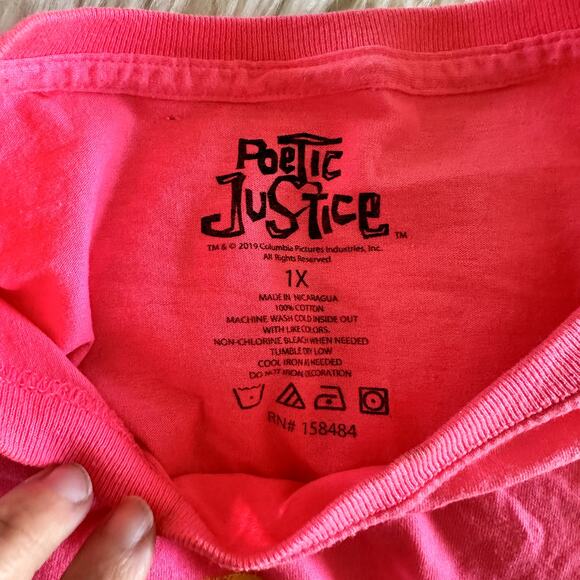 Poetic
Justice TM
TM & © 2019 Columbia Pictures Industries, Inc.
All Rights Reserved
1X
MADE IN NICARAGUA
100% COTTON
MACHINE WASH COLD INSIDE OUT
WITH LIKE COLORS.
NON-CHLORINE BLEACH WHEN NEEDED
TUMBLE DRY LOW
COOL IRON AS NEEDED
DO NOT IRON DECORATION
RN# 158484